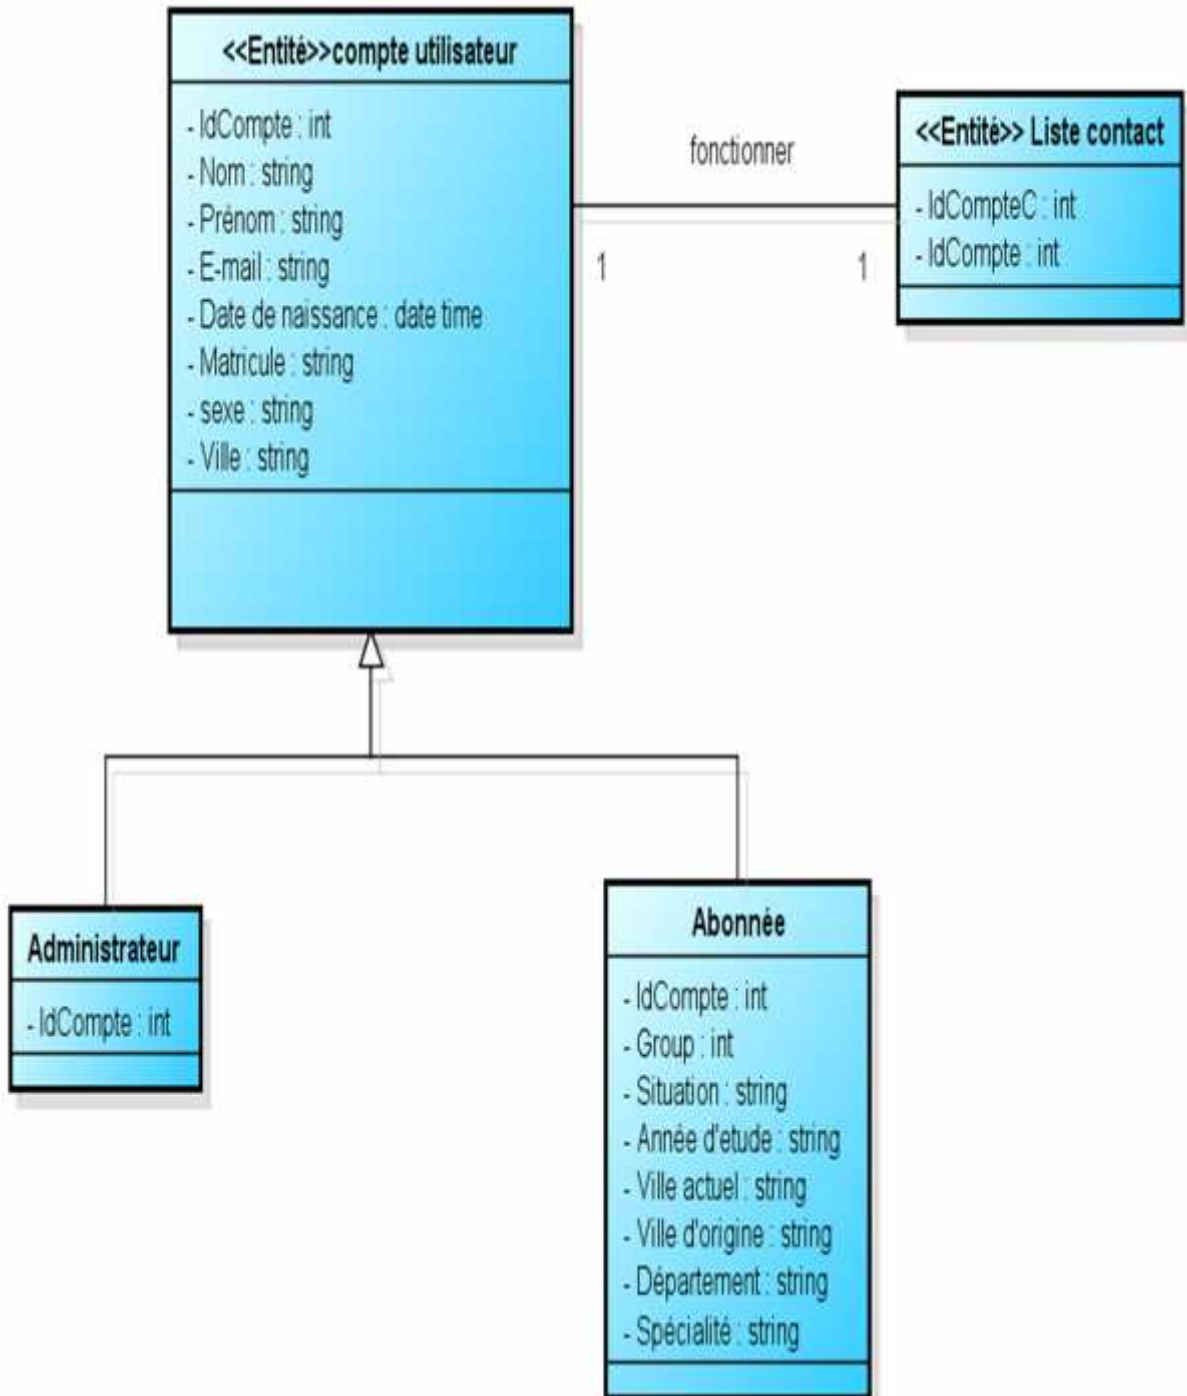 <<Entité>>compte utilisateur
- IdCompte : int
- Nom : string
- Prénom : string
- E-mail : string
- Date de naissance : date time
- Matricule : string
- sexe : string
- Ville : string
fonctionner
1
1
<<Entité>> Liste contact
- IdCompteC : int
- IdCompte : int
Administrateur
- IdCompte : int
Abonnée
- IdCompte : int
- Group : int
- Situation : string
- Année d'etude : string
- Ville actuel : string
- Ville d'origine : string
- Département : string
- Spécialité : string